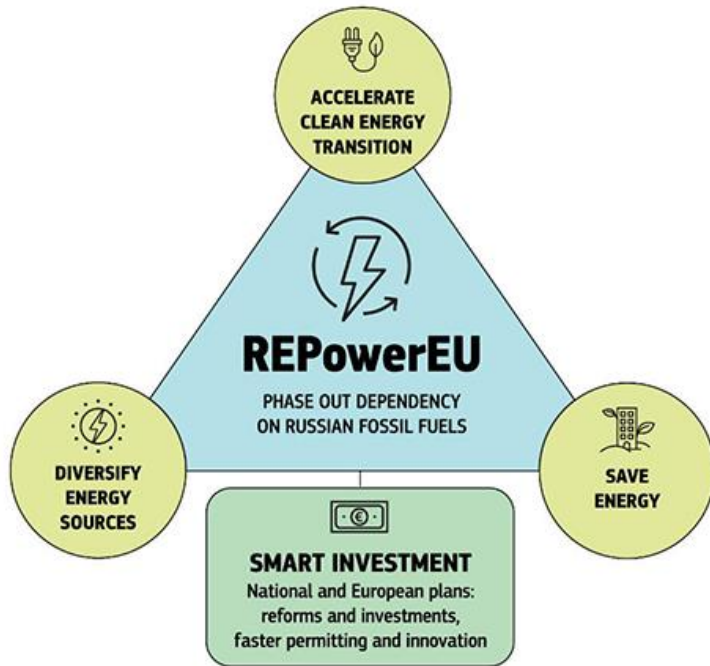 ACCELERATE
CLEAN ENERGY
TRANSITION
REPowerEU
PHASE OUT DEPENDENCY
ON RUSSIAN FOSSIL FUELS
DIVERSIFY
ENERGY
SOURCES
SAVE
ENERGY
€
SMART INVESTMENT
National and European plans:
reforms and investments,
faster permitting and innovation